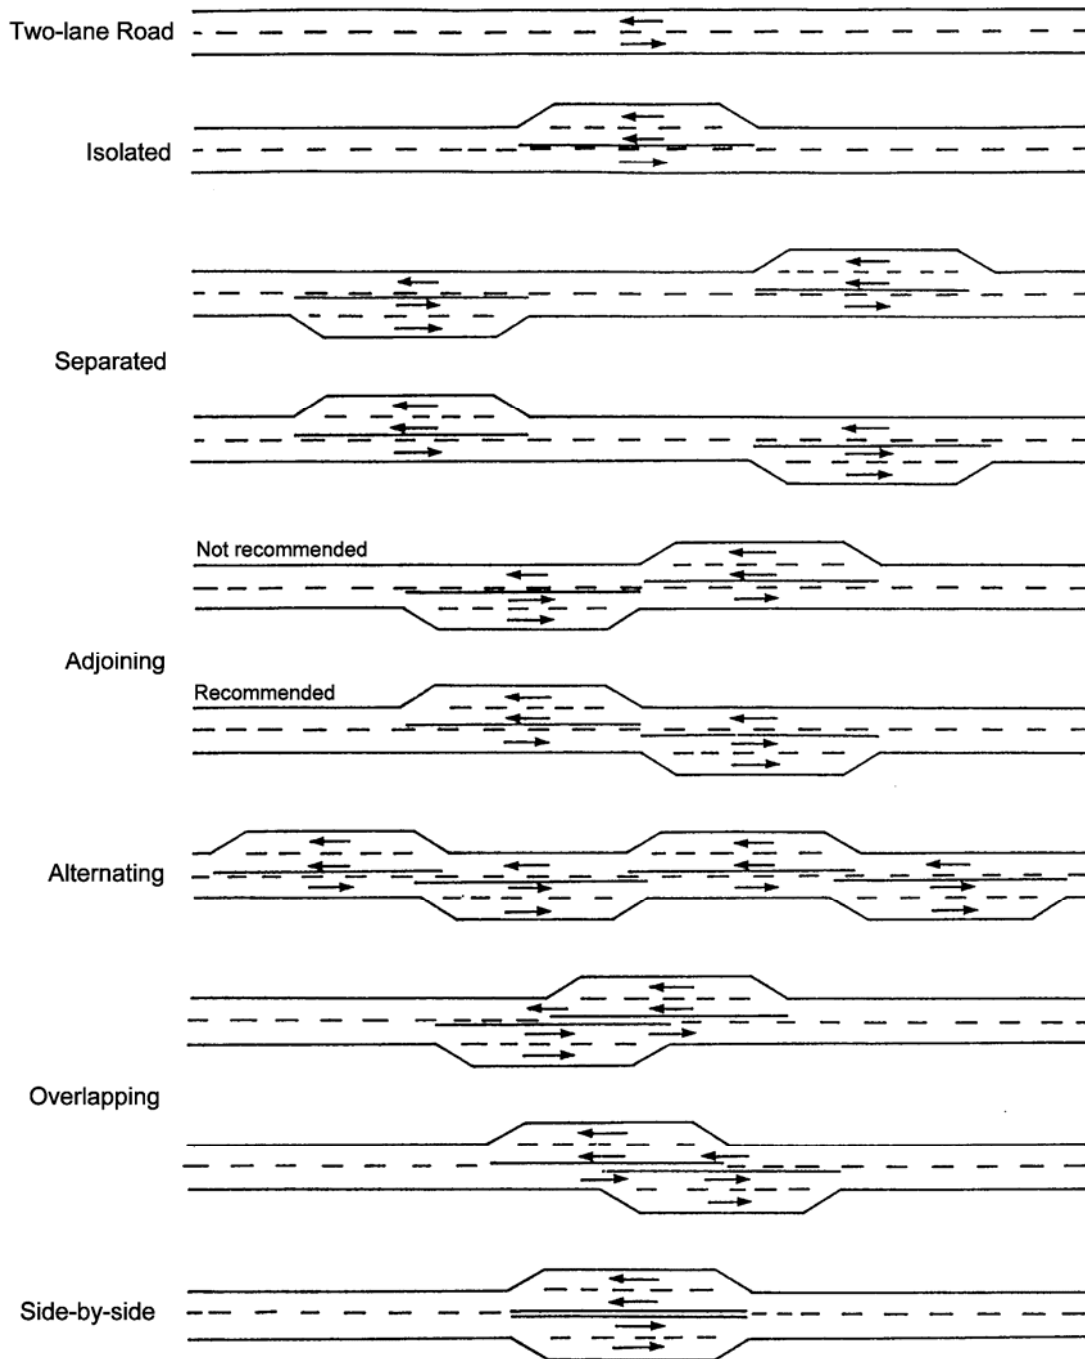 Two-lane Road
Isolated
Separated
Not recommended
Adjoining
Recommended
Alternating
Overlapping
Side-by-side